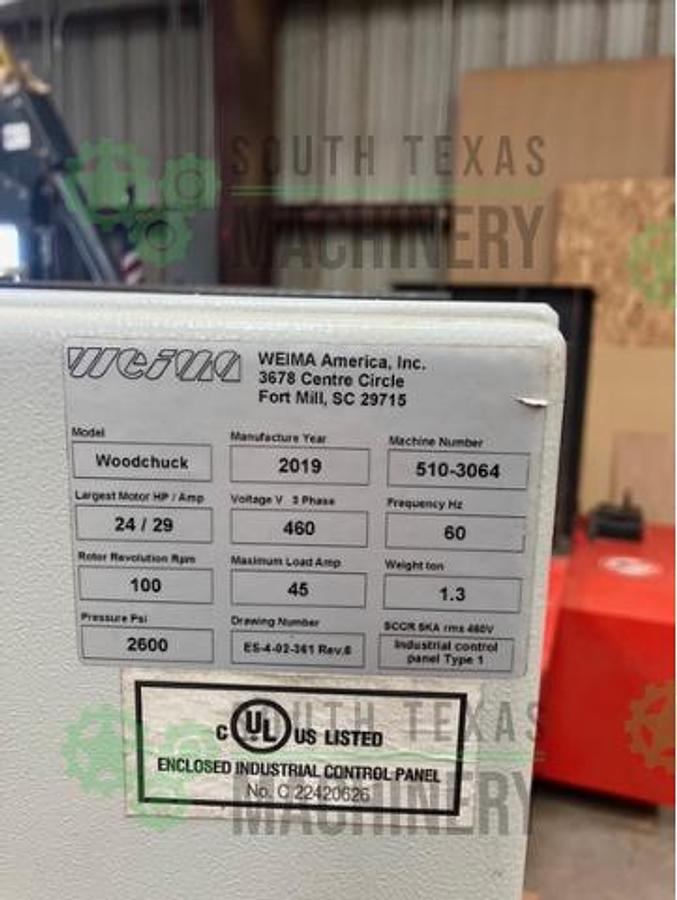 SOUTH TEXAS
MACHINERY
WEIMA
WEIMA America, Inc.
3678 Centre Circle
Fort Mill, SC 29715
Model
Woodchuck
Manufacture Year
2019
Machine Number
510-3064
Largest Motor HP / Amp
24 / 29
Voltage V 3 Phase
460
Frequency Hz
60
Rotor Revolution Rpm
100
Maximum Load Amp
45
Weight ton
1.3
Pressure Psi
2600
Drawing Number
ES-4-02-361 Rev.6
SCCR 5KA rms 460V
Industrial control
panel Type 1
SOUTH TEXAS
C UL US LISTED
ENCLOSED INDUSTRIAL CONTROL PANEL
No. C 22420626
MACHINERY